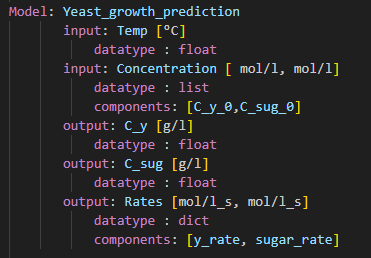 Model: Yeast_growth_prediction
input: Temp [ºC]
datatype : float
input: Concentration [ mol/l, mol/l]
datatype : list
components: [C_y_0,C_sug_0]
output: C_y [g/l]
datatype : float
output: C_sug [g/l]
datatype : float
output: Rates [mol/l_s, mol/l_s]
datatype : dict
components: [y_rate, sugar_rate]